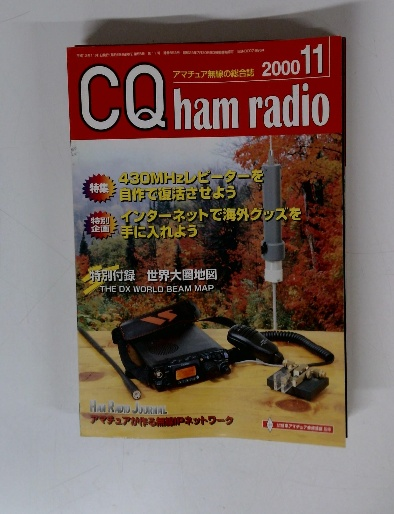 CQ ham radio
アマチュア無線の総合誌
2000 11
特集
430MHzレピーターを
自作で復活させよう
特別
企画
インターネットで海外グッズを
手に入れよう
特別付録 世界大圏地図
THE DX WORLD BEAM MAP
HAM RADIO JOURNAL
アマチュアが作る無線IPネットワーク